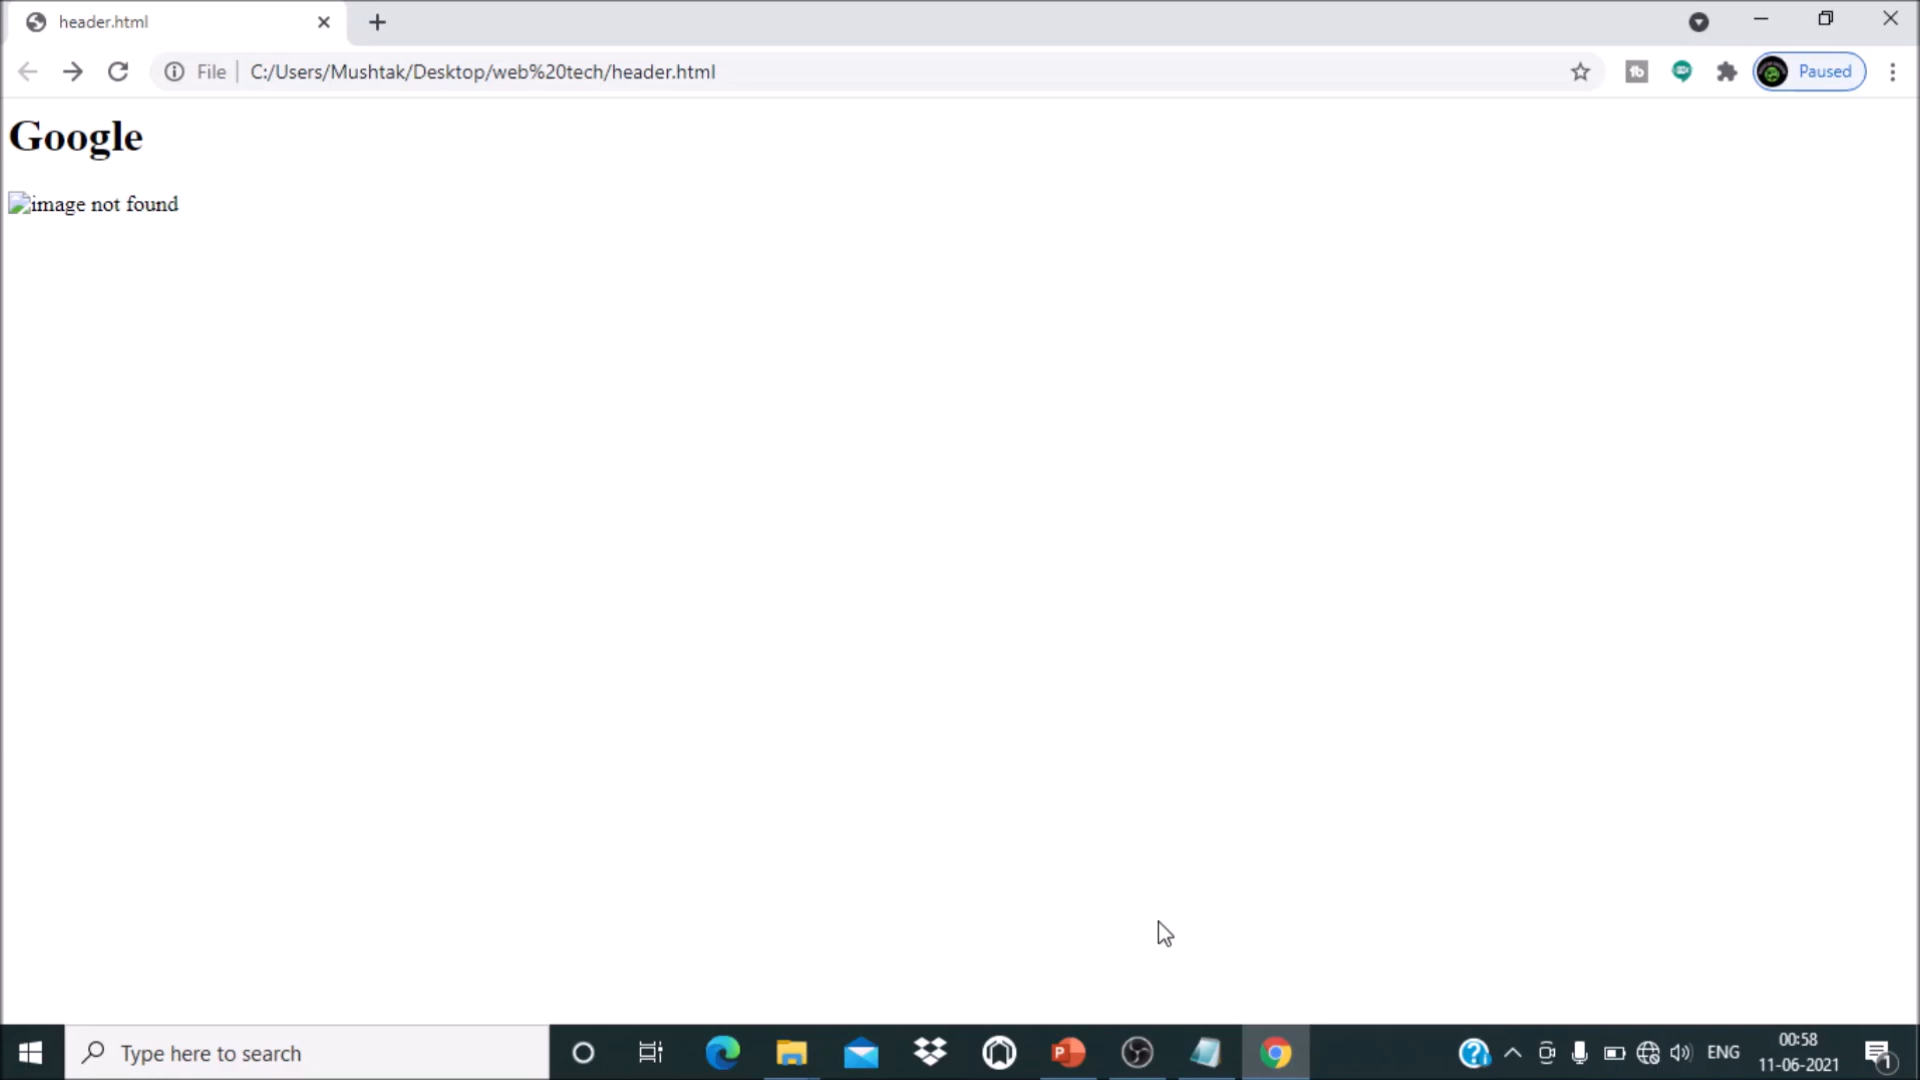 header.html
File
C:/Users/Mushtak/Desktop/web%20tech/header.html
Paused
Google
image not found
Type here to search
ENG
00:58
11-06-2021
1